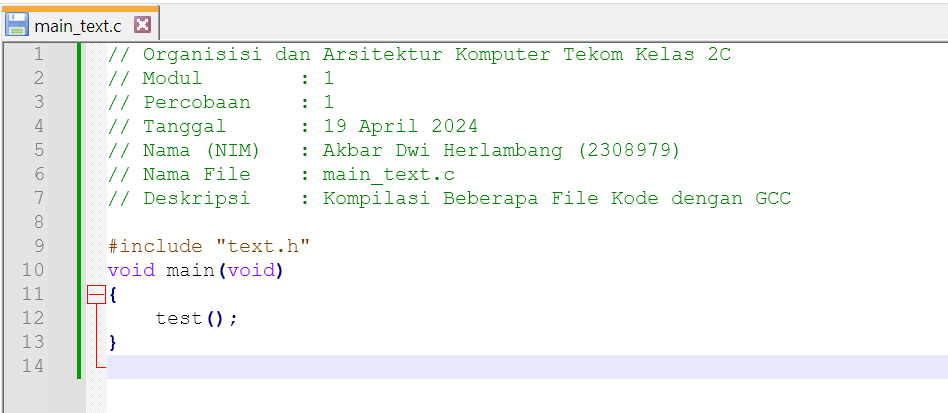 main_text.c
1 // Organisisi dan Arsitektur Komputer Tekom Kelas 2C
2 // Modul        : 1
3 // Percobaan    : 1
4 // Tanggal      : 19 April 2024
5 // Nama (NIM)   : Akbar Dwi Herlambang (2308979)
6 // Nama File    : main_text.c
7 // Deskripsi    : Kompilasi Beberapa File Kode dengan GCC
8
9 #include "text.h"
10 void main(void)
11 {
12     test();
13 }
14